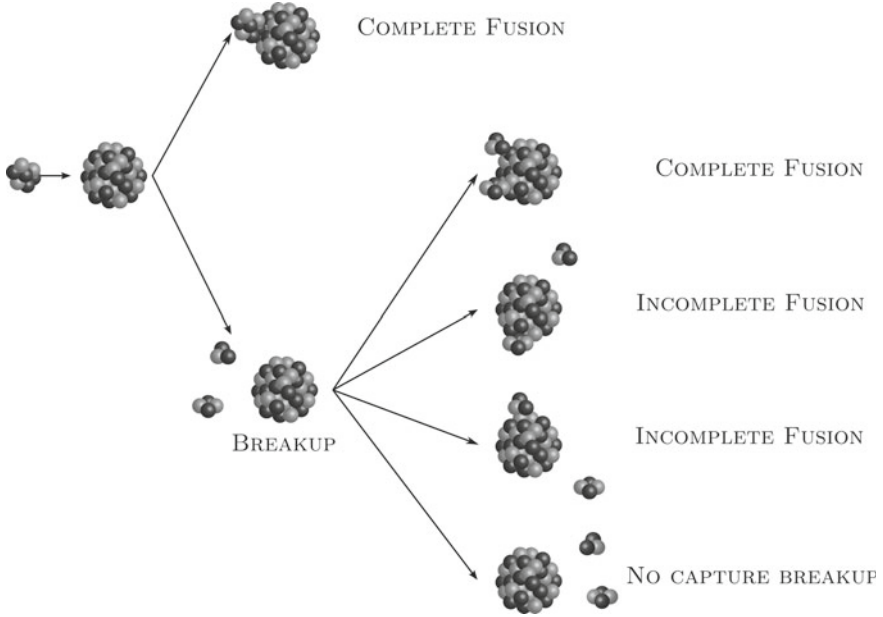 COMPLETE FUSION
COMPLETE FUSION
INCOMPLETE FUSION
BREAKUP
INCOMPLETE FUSION
NO CAPTURE BREAKUP